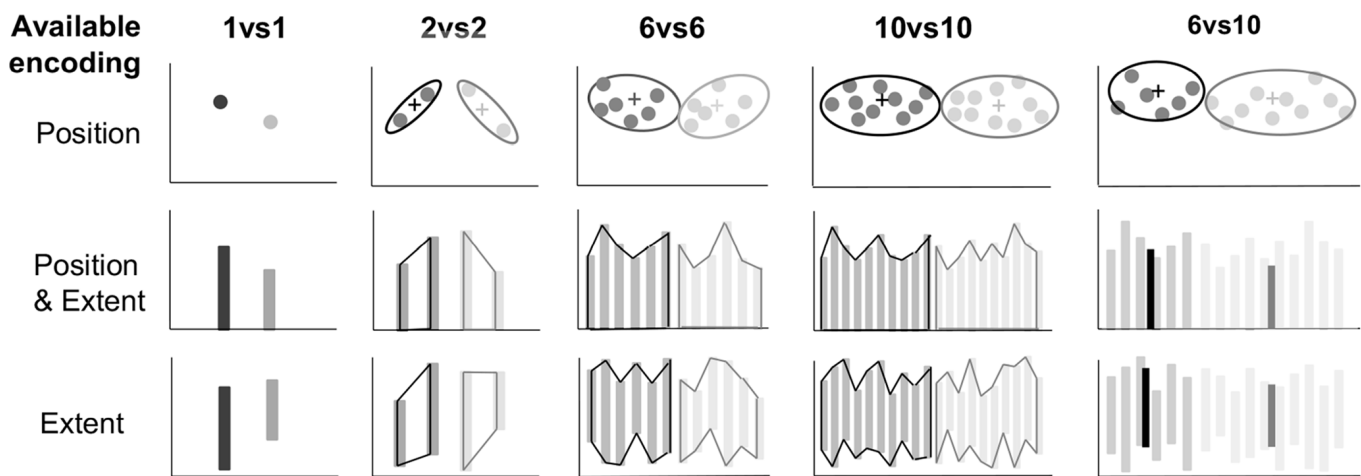 Available 1vs1 2vs2 6vs6 10vs10 6vs10
encoding
Position
Position
& Extent
Extent